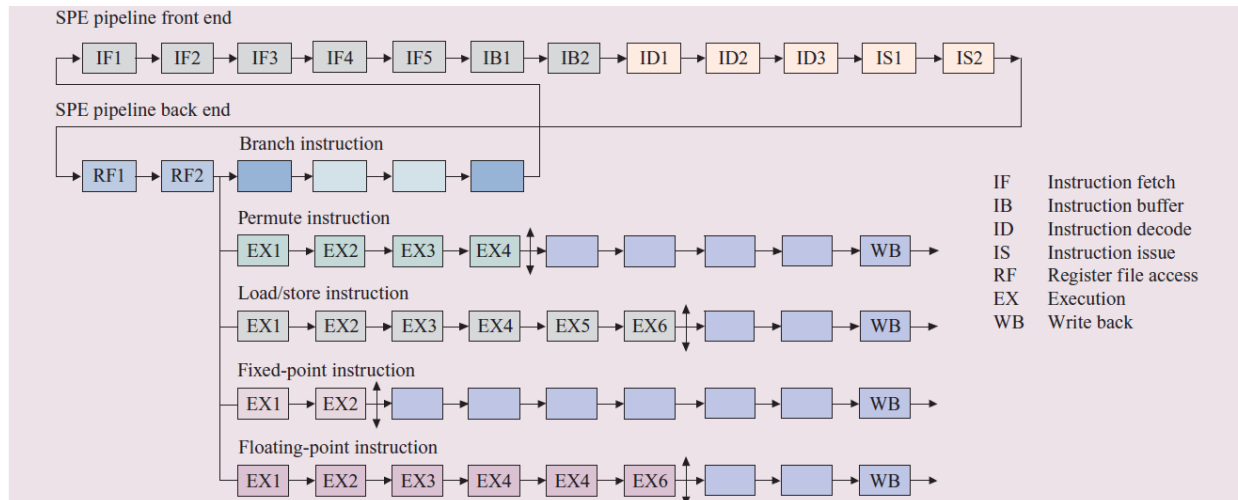 SPE pipeline front end
IF1 IF2 IF3 IF4 IF5 IB1 IB2 ID1 ID2 ID3 IS1 IS2
SPE pipeline back end
Branch instruction
RF1 RF2
Permute instruction
EX1 EX2 EX3 EX4 WB
Load/store instruction
EX1 EX2 EX3 EX4 EX5 EX6 WB
Fixed-point instruction
EX1 EX2 WB
Floating-point instruction
EX1 EX2 EX3 EX4 EX4 EX6 WB
IF Instruction fetch
IB Instruction buffer
ID Instruction decode
IS Instruction issue
RF Register file access
EX Execution
WB Write back